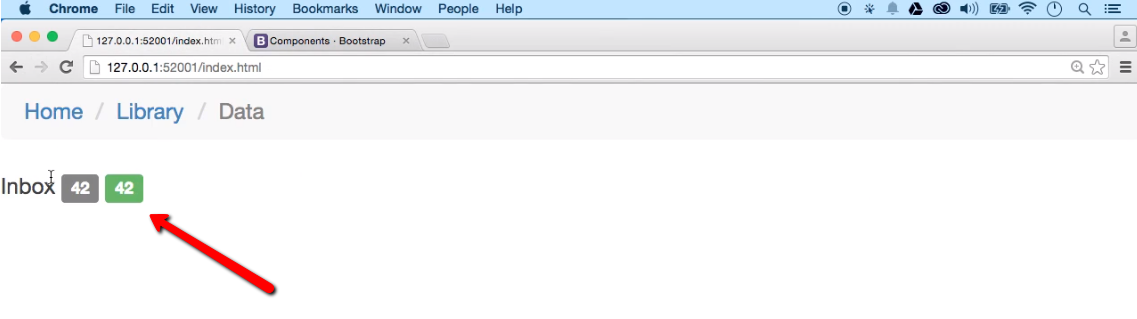 Chrome File Edit View History Bookmarks Window People Help
127.0.0.1:52001/index.htm Components · Bootstrap
127.0.0.1:52001/index.html
Home / Library / Data
Inbox 42 42